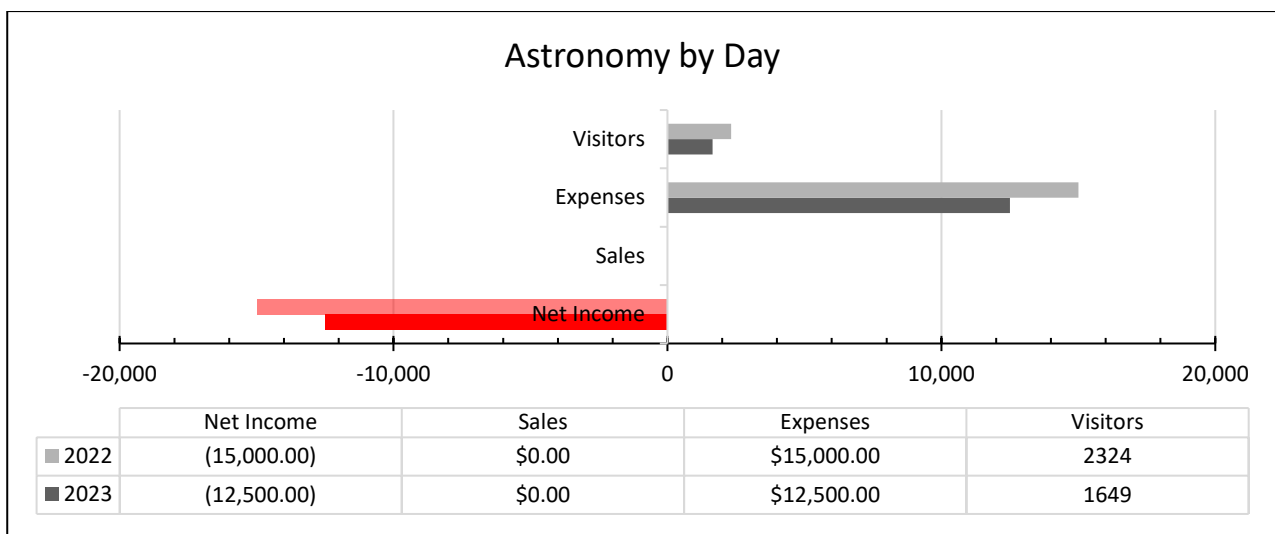 Astronomy by Day
Visitors
Expenses
Sales
Net Income
-20,000 -10,000 0 10,000 20,000
Net Income Sales Expenses Visitors
2022 (15,000.00) $0.00 $15,000.00 2324
2023 (12,500.00) $0.00 $12,500.00 1649